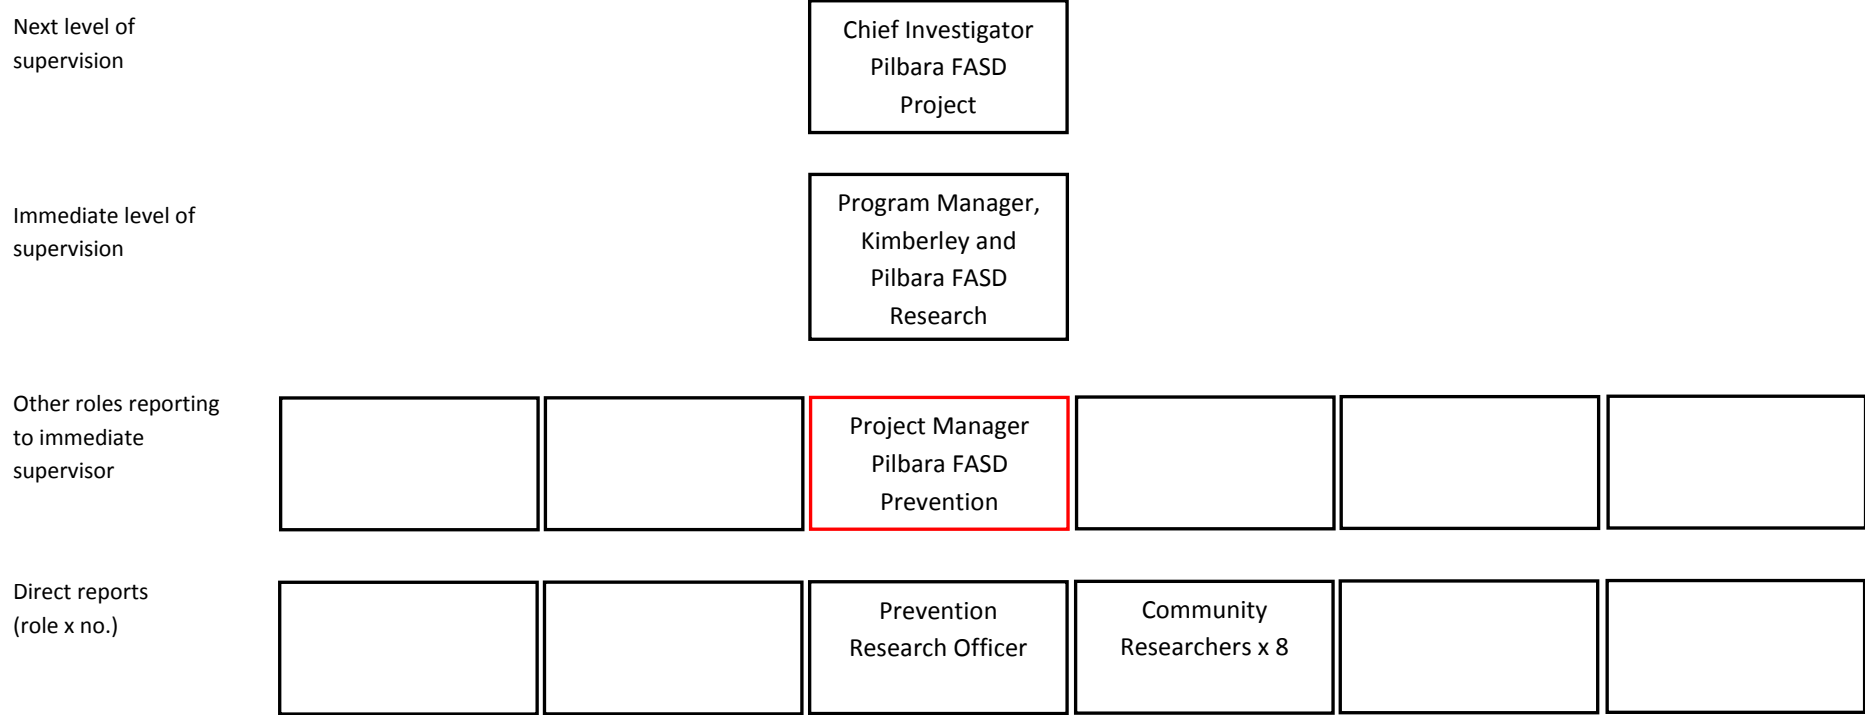 Next level of
supervision
Chief Investigator
Pilbara FASD
Project
Immediate level of
supervision
Program Manager,
Kimberley and
Pilbara FASD
Research
Other roles reporting
to immediate
supervisor
Project Manager
Pilbara FASD
Prevention
Direct reports
(role x no.)
Prevention
Research Officer
Community
Researchers x 8